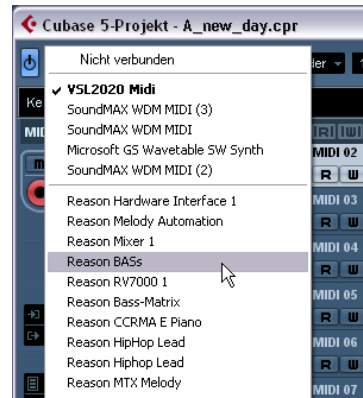 Cubase 5-Projekt - A_new_day.cpr
Nicht verbunden
der
Ke
VSL2020 Midi
SoundMAX WDM MIDI (3)
SoundMAX WDM MIDI
Microsoft GS Wavetable SW Synth
SoundMAX WDM MIDI (2)
Reason Hardware Interface 1
Reason Melody Automation
Reason Mixer 1
Reason BASs
Reason RV7000 1
Reason Bass-Matrix
Reason CCRMA E Piano
Reason HipHop Lead
Reason Hiphop Lead
Reason MTX Melody
MID
m
MIDI 02
R W
MIDI 03
R W
MIDI 04
R W
MIDI 05
R W
MIDI 06
R W
MIDI 07